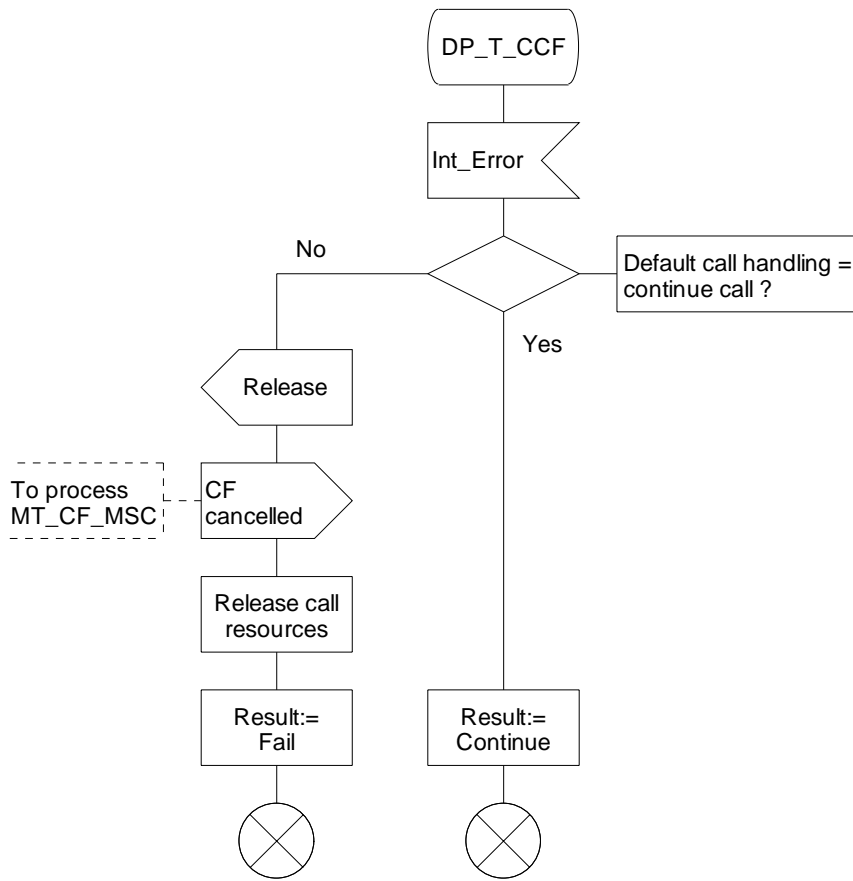 DP_T_CCF
Int_Error
No
Default call handling =
continue call ?
Yes
Release
To process
MT_CF_MSC
CF
cancelled
Release call
resources
Result:=
Fail
Result:=
Continue